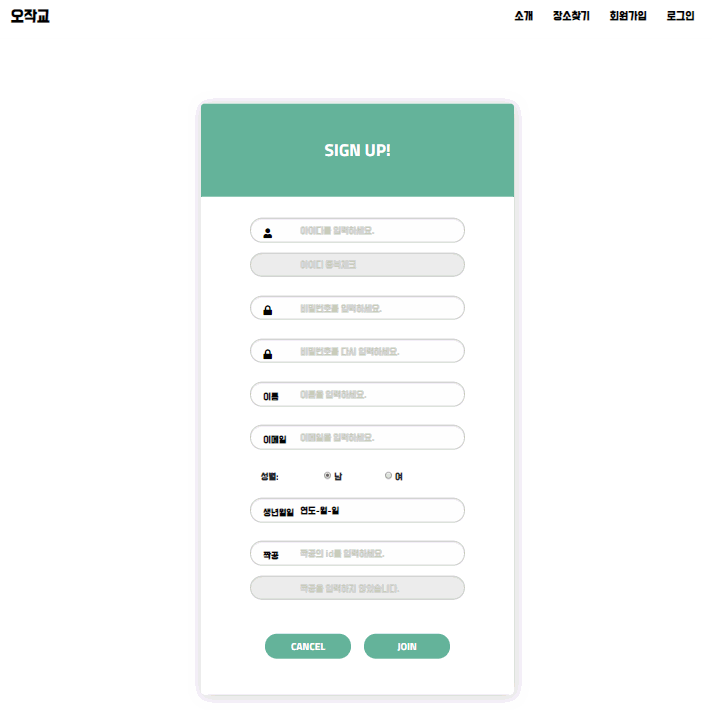 오작교
소개 장소찾기 회원가입 로그인
SIGN UP!
아이디를 입력하세요.
아이디 중복체크
비밀번호를 입력하세요.
비밀번호를 다시 입력하세요.
이름 이름을 입력하세요.
이메일 이메일을 입력하세요.
성별: 남 여
생년월일 연도-월-일
짝공 짝공의 id를 입력하세요.
짝공을 입력하지 않았습니다.
CANCEL JOIN